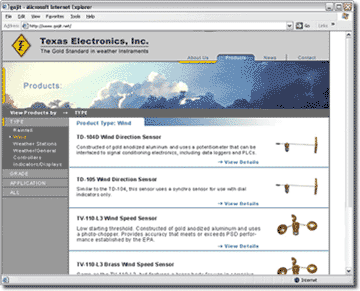 gojit - Microsoft Internet Explorer
File Edit View Favorites Tools Help
Address http://www.gojit.net/
Go
Links
Texas Electronics, Inc.
The Gold Standard in weather Instruments
About Us Products News Contact
Products:
View Products by → TYPE
TYPE
Rainfall
Wind
Weather Stations
Weather/General
Controllers
Indicators/Displays
GRADE
APPLICATION
ALL
Product Type: Wind
TD-104D Wind Direction Sensor
Constructed of gold anodized aluminum and uses a potentiometer that can be
interfaced to signal conditioning electronics, including data loggers and PLCs.
→ View Details
TD-105 Wind Direction Sensor
Similar to the TD-104, this sensor uses a synchro sensor for use with dial
indicators only.
→ View Details
TV-110-L3 Wind Speed Sensor
Low starting threshold. Constructed of gold anodized aluminum and uses
a photo-chopper. Provides accuracy that meets or exceeds PSD perfor-
mance established by the EPA.
→ View Details
TV-110-L3 Brass Wind Speed Sensor
Internet